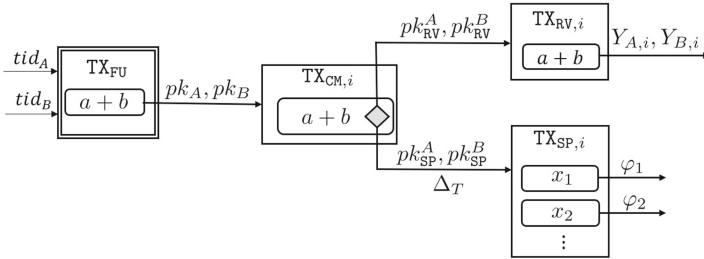 tid_A
tid_B
TX_FU
a + b
pk_A, pk_B
TX_CM,i
a + b
pk^A_RV, pk^B_RV
TX_RV,i
a + b
Y_A,i, Y_B,i
pk^A_SP, pk^B_SP
Δ_T
TX_SP,i
x_1
φ_1
x_2
φ_2
⋮